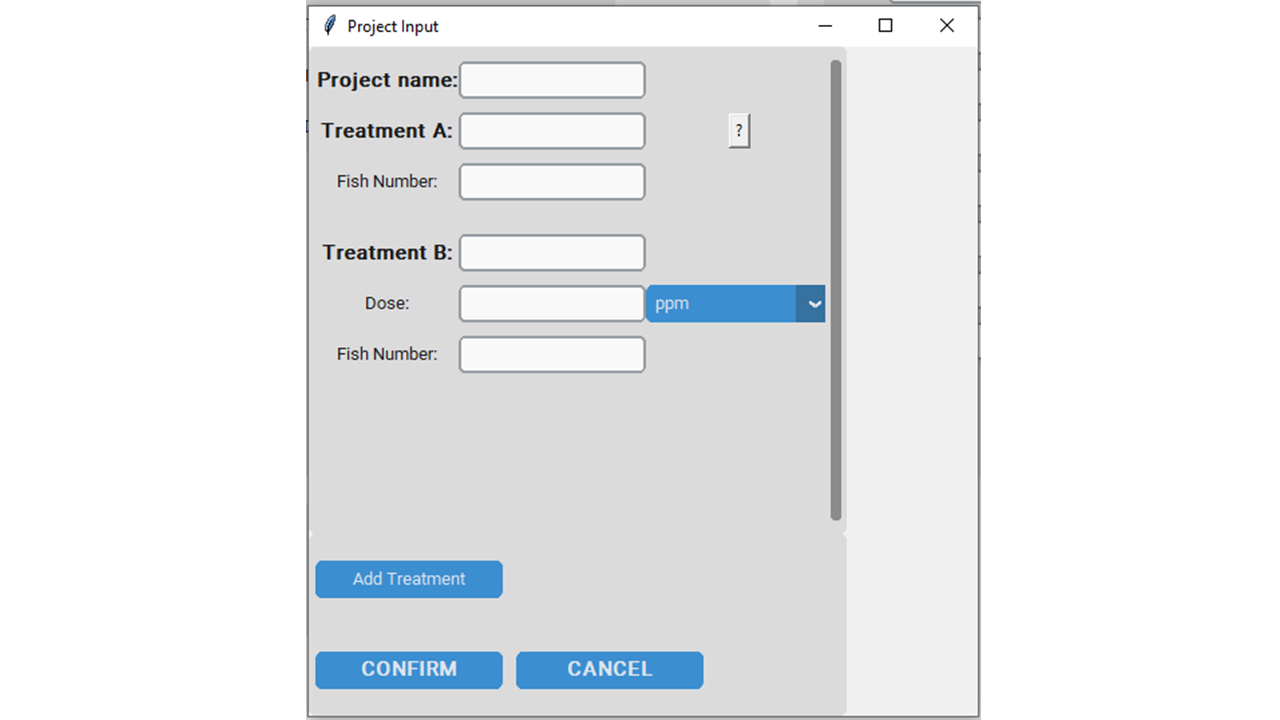 Project Input
Project name:
Treatment A: ?
Fish Number:
Treatment B:
Dose: ppm
Fish Number:
Add Treatment
CONFIRM CANCEL